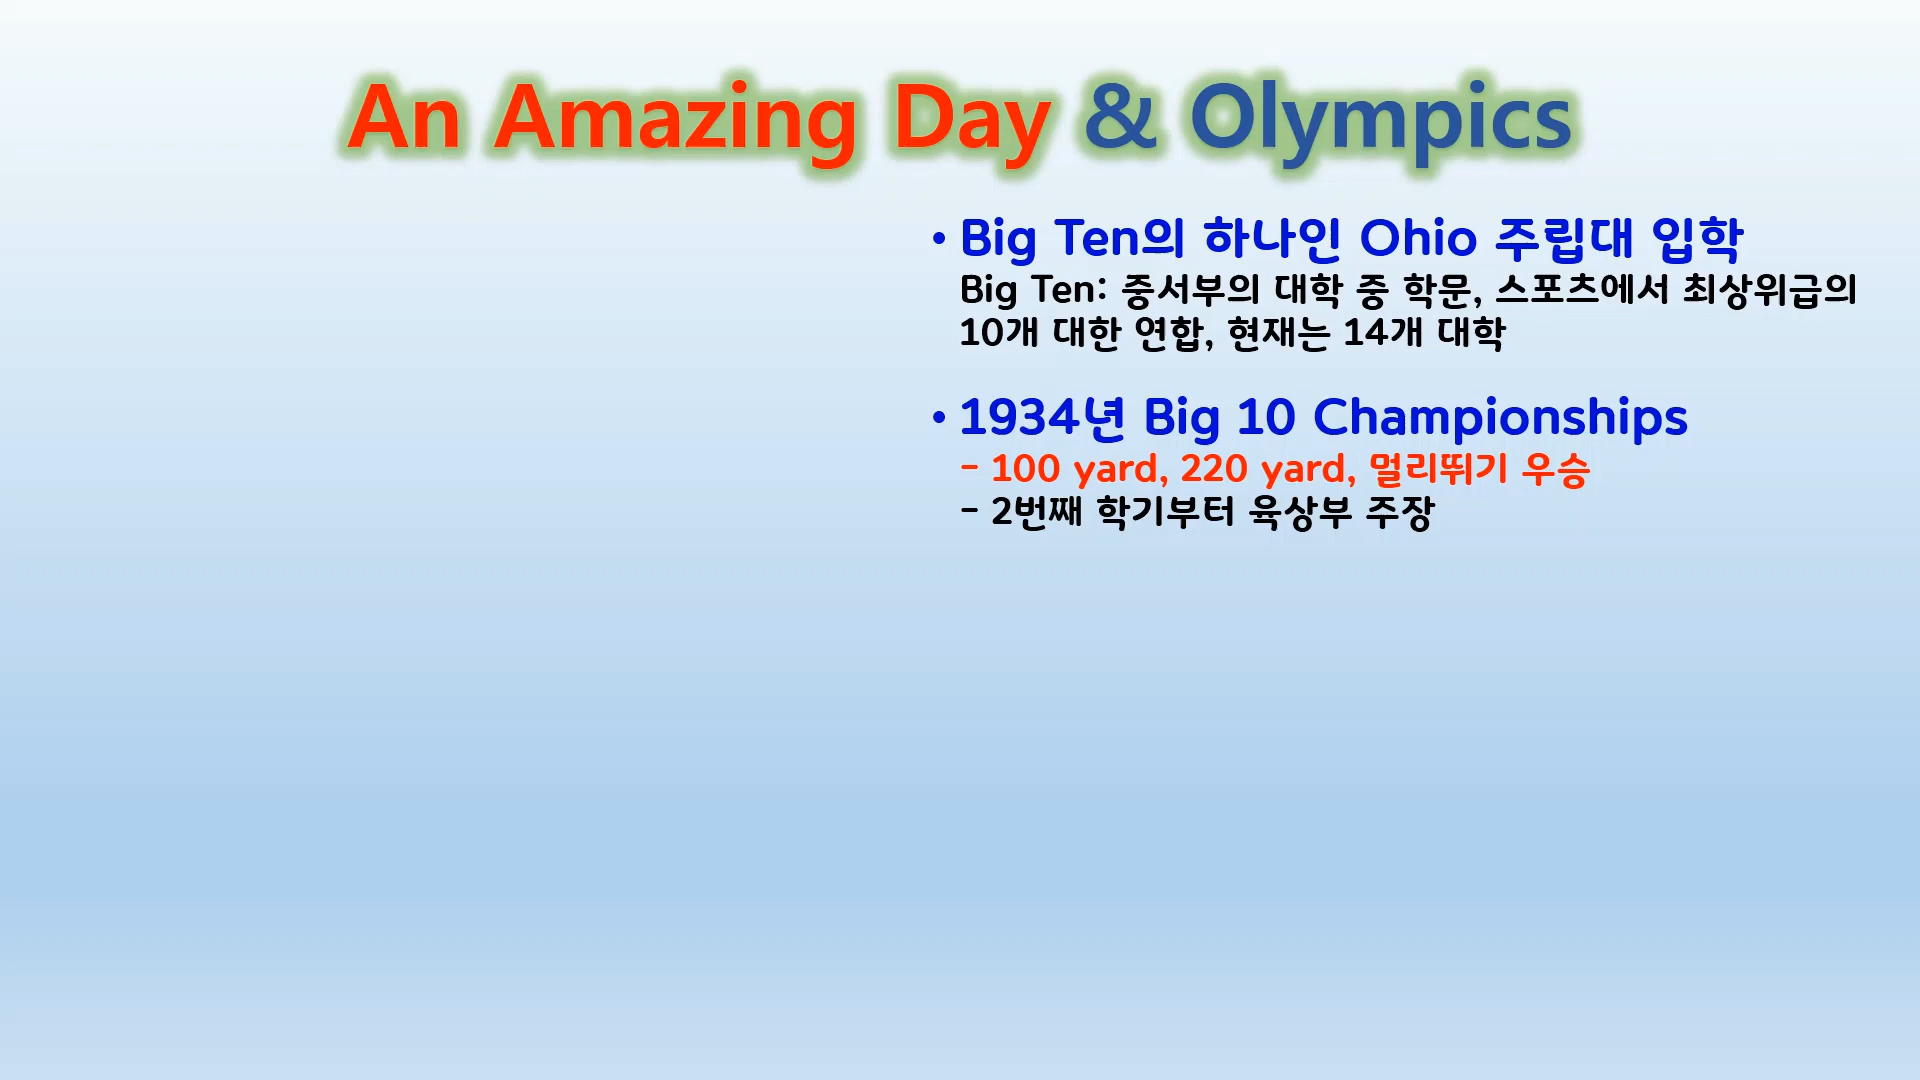 An Amazing Day & Olympics
• Big Ten의 하나인 Ohio 주립대 입학
Big Ten: 중서부의 대학 중 학문, 스포츠에서 최상위급의
10개 대한 연합, 현재는 14개 대학
• 1934년 Big 10 Championships
- 100 yard, 220 yard, 멀리뛰기 우승
- 2번째 학기부터 육상부 주장